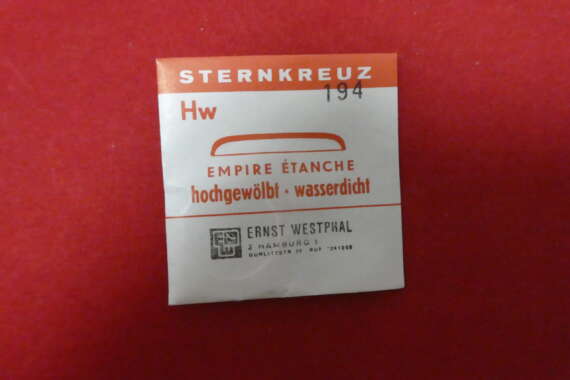 STERNKREUZ
194
Hw
EMPIRE ÉTANCHE
hochgewölbt · wasserdicht
ERNST WESTPHAL
2 HAMBURG 1